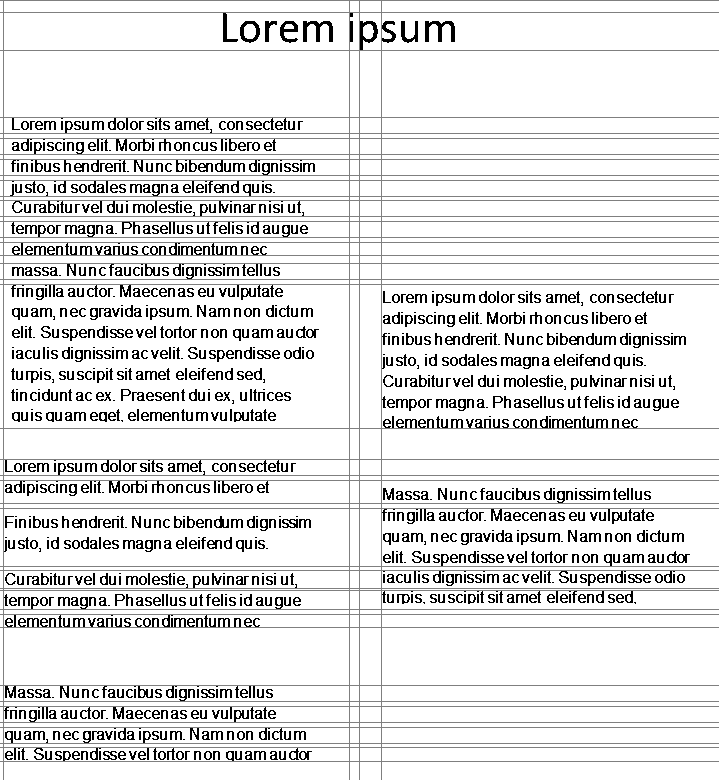 Lorem ipsum
Lorem ipsum dolor sits amet, consectetur
adipiscing elit. Morbi rhoncus libero et
finibus hendrerit. Nunc bibendum dignissim
justo, id sodales magna eleifend quis.
Curabitur vel dui molestie, pulvinar nisi ut,
tempor magna. Phasellus ut felis id augue
elementum varius condimentum nec
massa. Nunc faucibus dignissim tellus
fringilla auctor. Maecenas eu vulputate
quam, nec gravida ipsum. Nam non dictum
elit. Suspendisse vel tortor non quam auctor
iaculis dignissim ac velit. Suspendisse odio
turpis, suscipit sit amet eleifend sed,
tincidunt ac ex. Praesent dui ex, ultrices
quis quam eget, elementum vulputate
Lorem ipsum dolor sits amet, consectetur
adipiscing elit. Morbi rhoncus libero et
Finibus hendrerit. Nunc bibendum dignissim
justo, id sodales magna eleifend quis.
Curabitur vel dui molestie, pulvinar nisi ut,
tempor magna. Phasellus ut felis id augue
elementum varius condimentum nec
Massa. Nunc faucibus dignissim tellus
fringilla auctor. Maecenas eu vulputate
quam, nec gravida ipsum. Nam non dictum
elit. Suspendisse vel tortor non quam auctor
Lorem ipsum dolor sits amet, consectetur
adipiscing elit. Morbi rhoncus libero et
finibus hendrerit. Nunc bibendum dignissim
justo, id sodales magna eleifend quis.
Curabitur vel dui molestie, pulvinar nisi ut,
tempor magna. Phasellus ut felis id augue
elementum varius condimentum nec
Massa. Nunc faucibus dignissim tellus
fringilla auctor. Maecenas eu vulputate
quam, nec gravida ipsum. Nam non dictum
elit. Suspendisse vel tortor non quam auctor
iaculis dignissim ac velit. Suspendisse odio
turpis, suscipit sit amet eleifend sed,